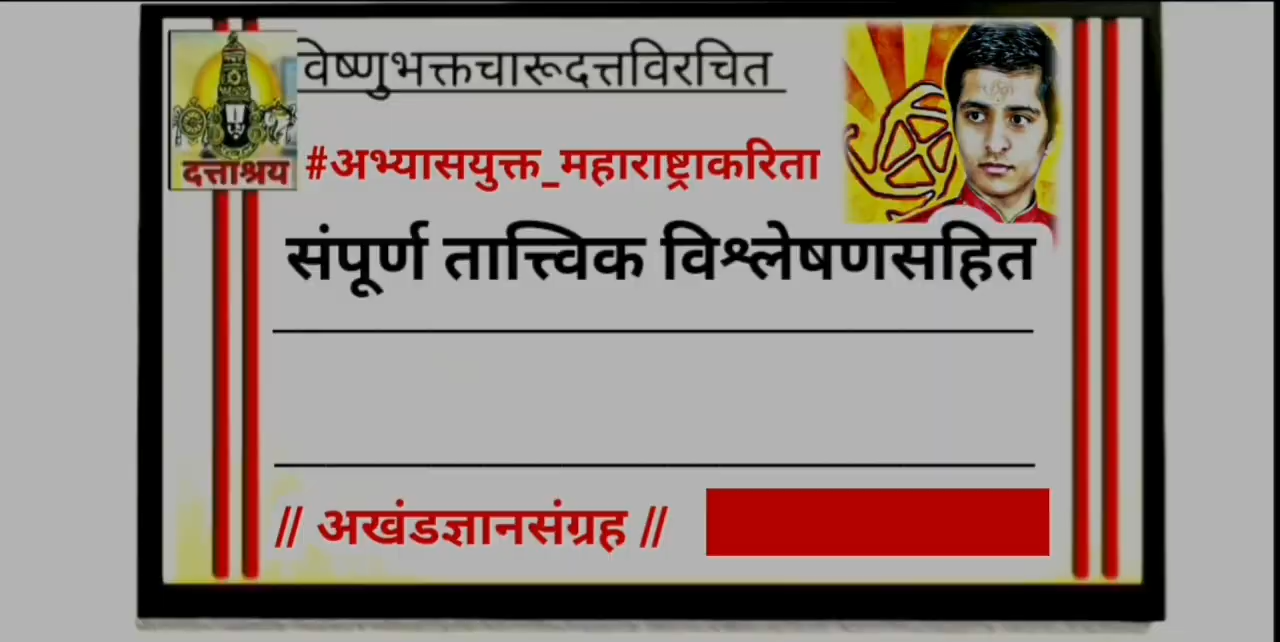 विष्णुभक्तचारूदत्तविरचित
दत्ताश्रय
#अभ्यासयुक्त_महाराष्ट्राकरिता
संपूर्ण तात्त्विक विश्लेषणसहित
// अखंडज्ञानसंग्रह //